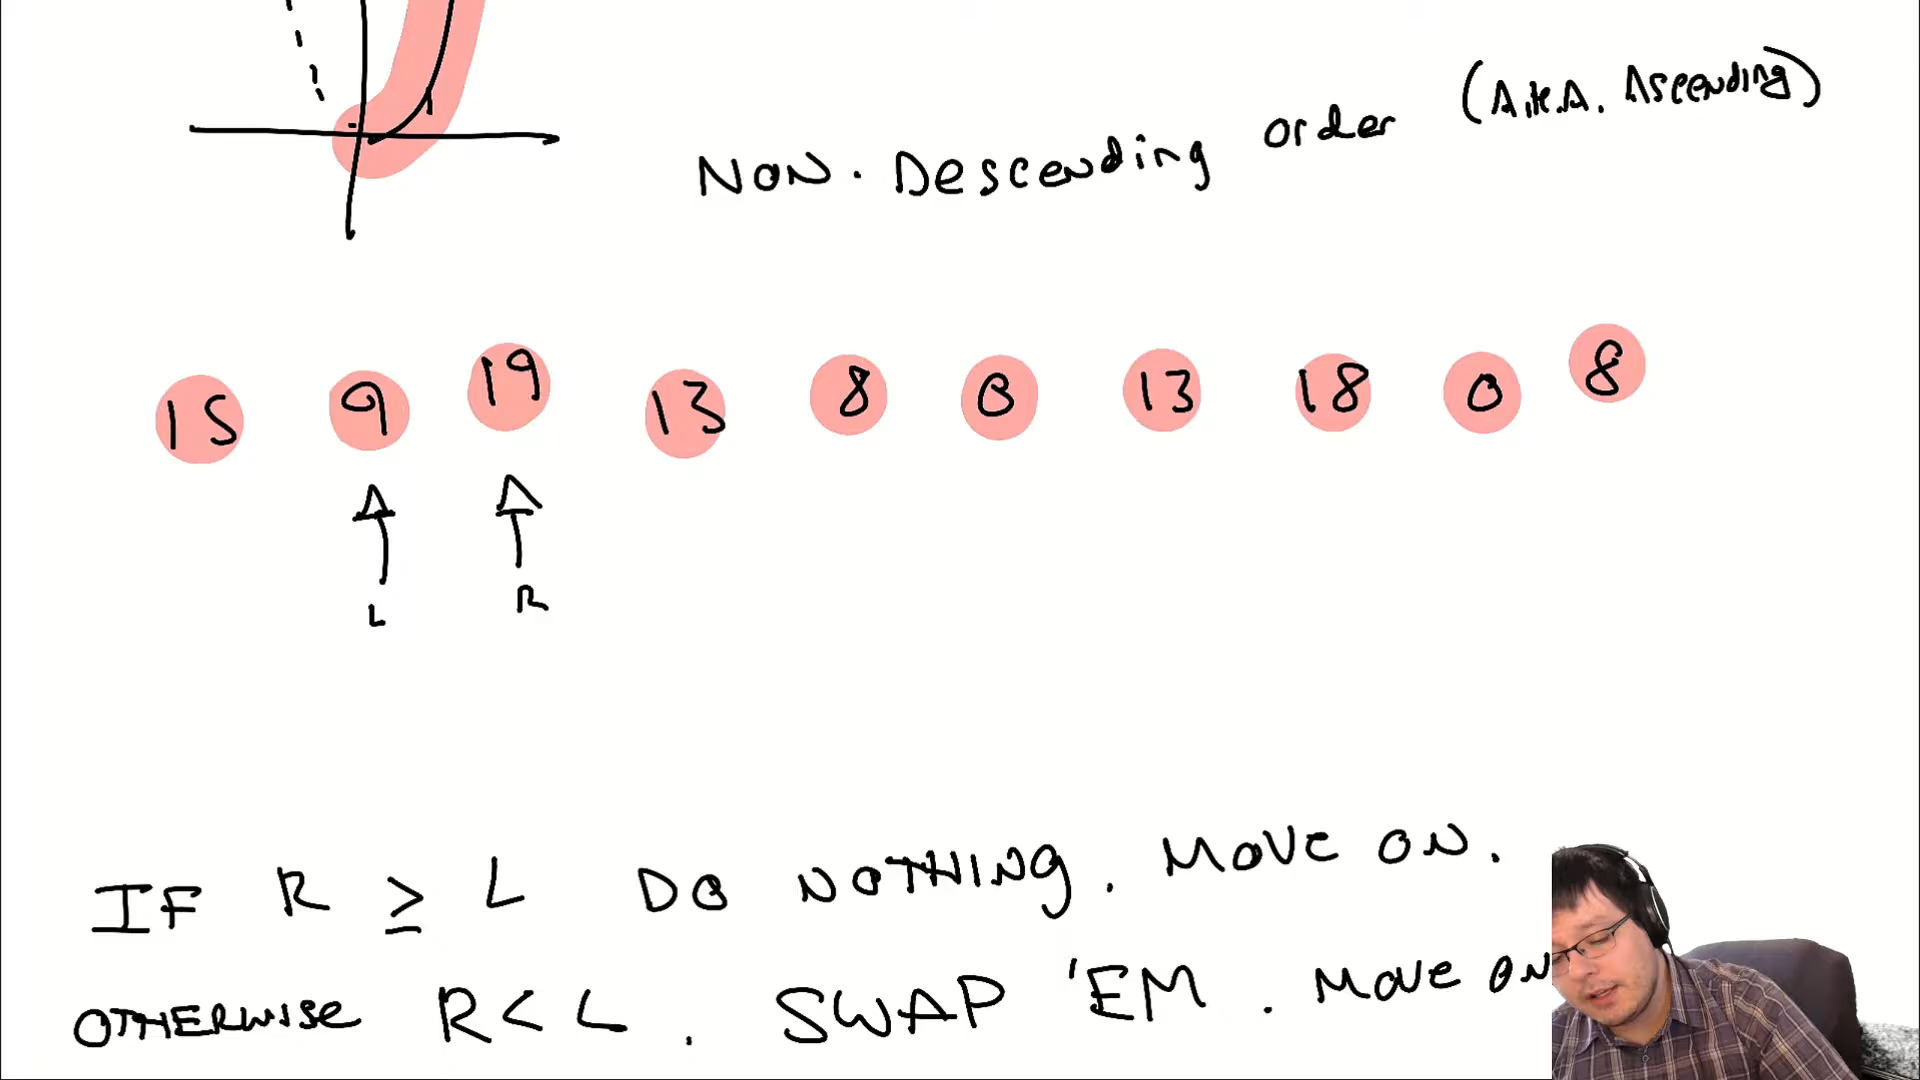 NON. Descending order (A.K.A. Ascending)
15 9 19 13 8 0 13 18 0 8
L R
IF R ≥ L DO NOTHING. MOVE ON.
OTHERWISE R < L. SWAP 'EM. MOVE ON